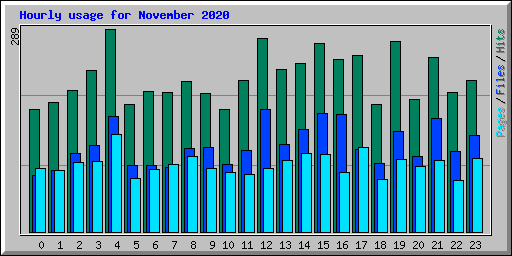 Hourly usage for November 2020
289
Pages/Files/Hits
0 1 2 3 4 5 6 7 8 9 10 11 12 13 14 15 16 17 18 19 20 21 22 23